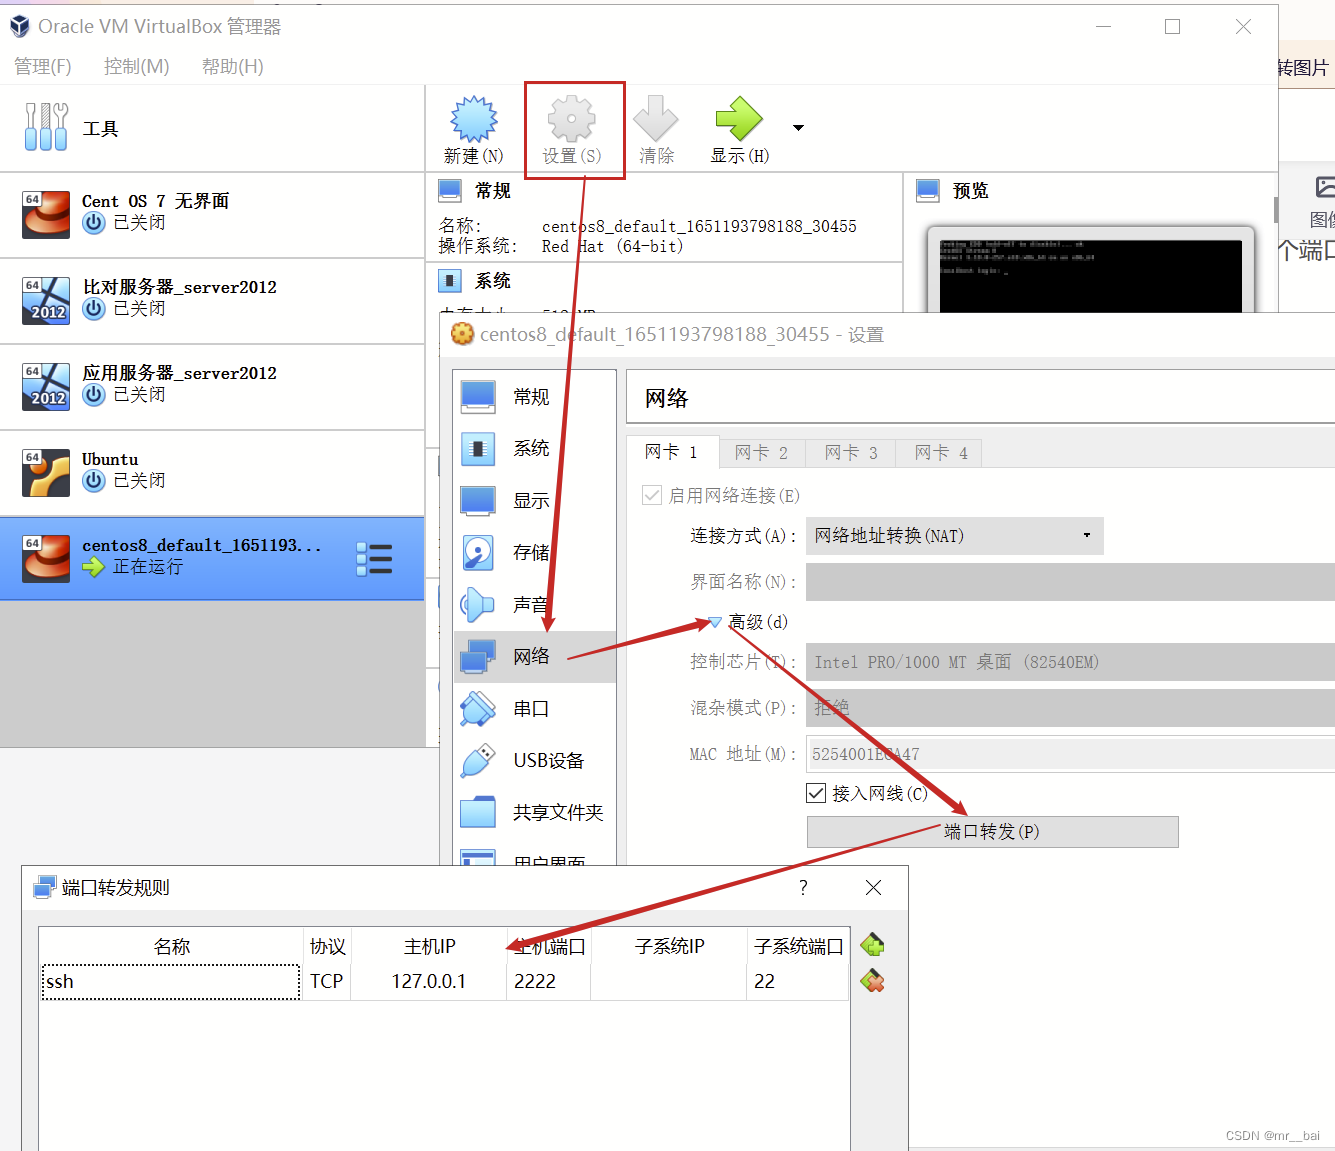 Oracle VM VirtualBox 管理器
管理(F) 控制(M) 帮助(H)
转图片
工具
新建(N) 设置(S) 清除 显示(H)
常规
预览
名称: centos8_default_1651193798188_30455
操作系统: Red Hat (64-bit)
系统
64
Cent OS 7 无界面
已关闭
64
2012
比对服务器_server2012
已关闭
64
2012
应用服务器_server2012
已关闭
64
Ubuntu
已关闭
64
centos8_default_1651193...
正在运行
个端口
centos8_default_1651193798188_30455 - 设置
常规
系统
显示
存储
声音
网络
串口
USB设备
共享文件夹
用户界面
网络
网卡 1 网卡 2 网卡 3 网卡 4
启用网络连接(E)
连接方式(A): 网络地址转换(NAT)
界面名称(N):
高级(d)
控制芯片(T): Intel PRO/1000 MT 桌面 (82540EM)
混杂模式(P): 拒绝
MAC 地址(M):
接入网线(C)
端口转发(P)
端口转发规则 ?
名称 协议 主机IP 主机端口 子系统IP 子系统端口
ssh TCP 127.0.0.1 2222 22
CSDN @mr__bai